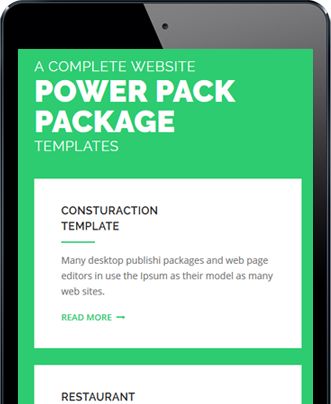 A COMPLETE WEBSITE
POWER PACK
PACKAGE
TEMPLATES
CONSTURACTION
TEMPLATE
Many desktop publishi packages and web page
editors in use the Ipsum as their model as many
web sites.
READ MORE →
RESTAURANT